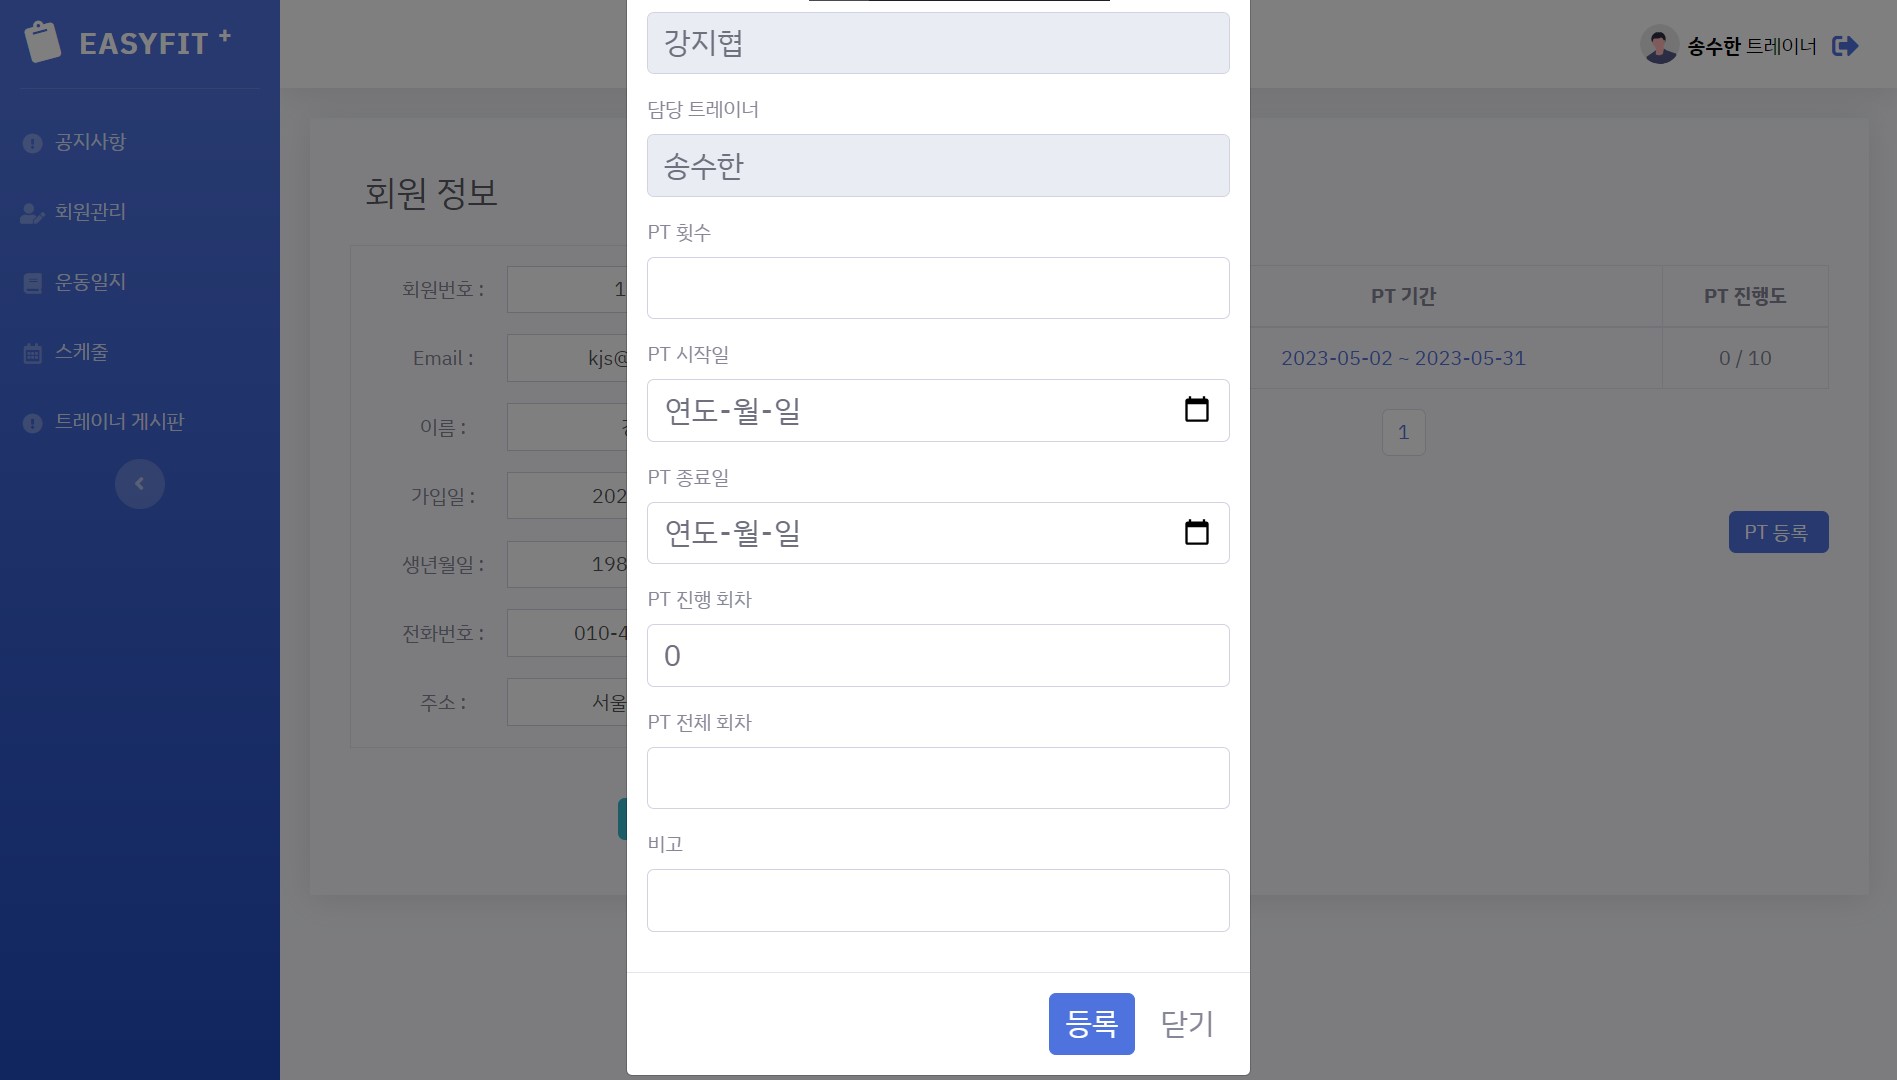 EASYFIT +
공지사항
회원관리
운동일지
스케줄
트레이너 게시판
송수한 트레이너
회원 정보
회원번호 :
1
Email :
kjs@
이름 :
가입일 :
202
생년월일 :
198
전화번호 :
010-4
주소 :
서울
강지협
담당 트레이너
송수한
PT 횟수
PT 시작일
연도-월-일
PT 종료일
연도-월-일
PT 진행 회차
0
PT 전체 회차
비고
등록 닫기
PT 기간 PT 진행도
2023-05-02 ~ 2023-05-31 0 / 10
1
PT 등록